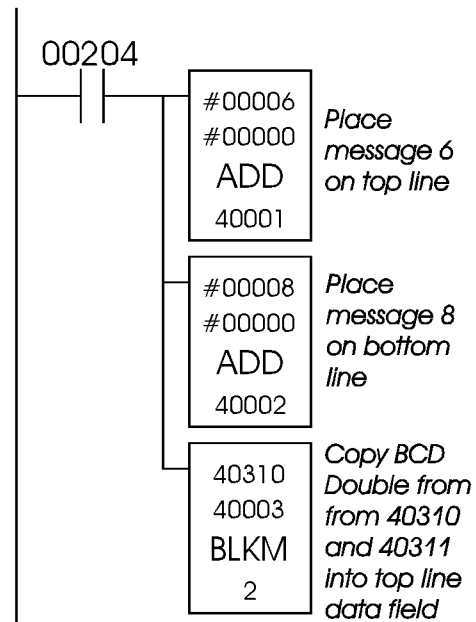 00204
#00006
#00000
ADD
40001
Place
message 6
on top line
#00008
#00000
ADD
40002
Place
message 8
on bottom
line
40310
40003
BLKM
2
Copy BCD
Double from
from 40310
and 40311
into top line
data field